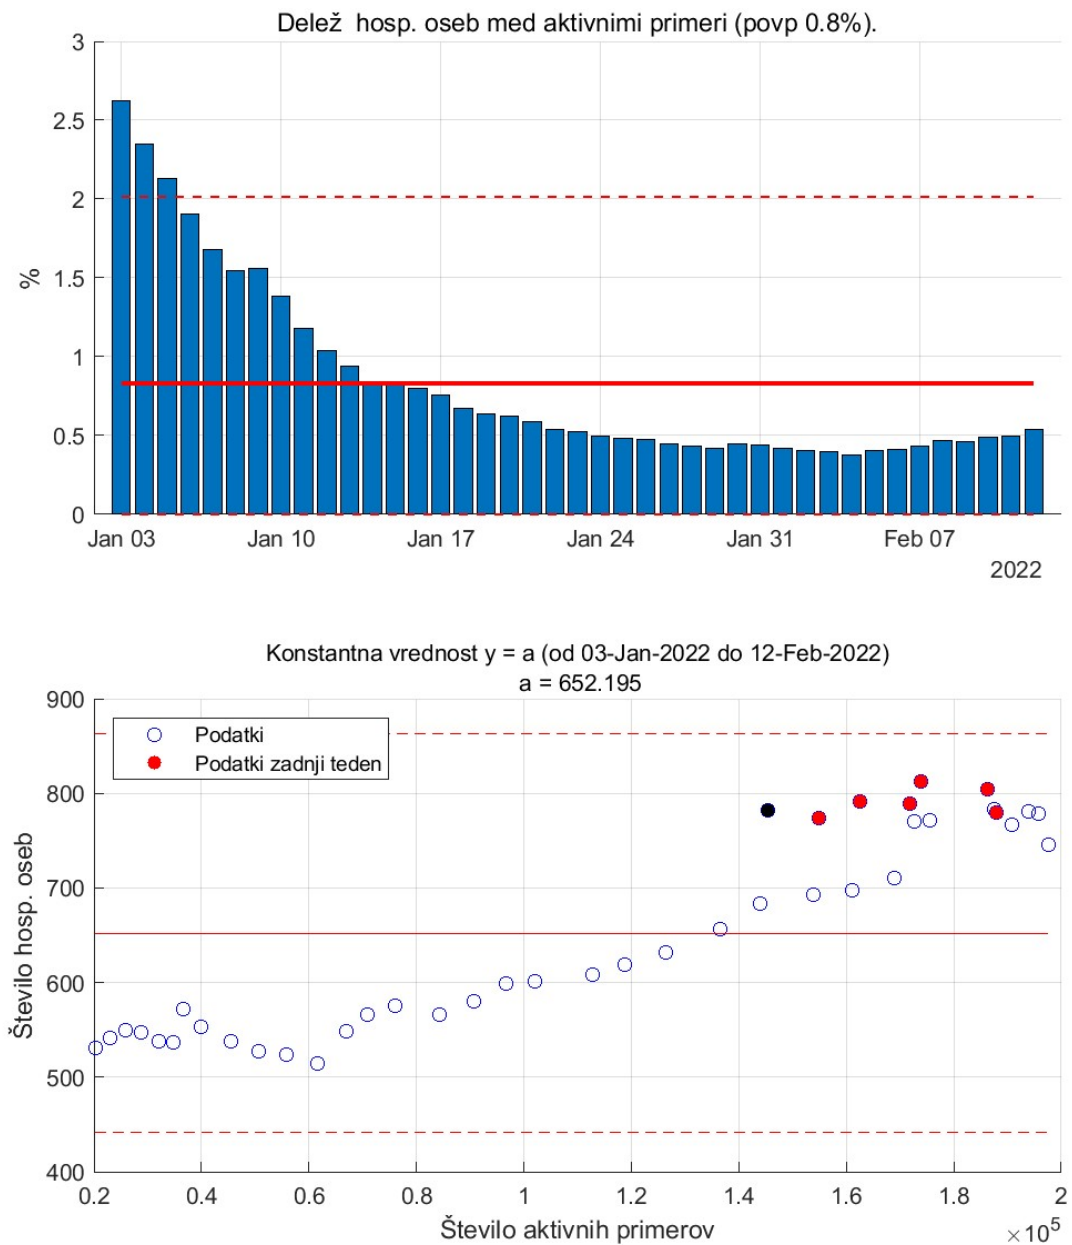 Delež hosp. oseb med aktivnimi primeri (povp 0.8%).
3
2.5
2
1.5
1
0.5
0
%
Jan 03 Jan 10 Jan 17 Jan 24 Jan 31 Feb 07
2022
Konstantna vrednost y = a (od 03-Jan-2022 do 12-Feb-2022)
a = 652.195
900
800
700
600
500
400
Število hosp. oseb
Podatki
Podatki zadnji teden
0.2 0.4 0.6 0.8 1 1.2 1.4 1.6 1.8 2
Število aktivnih primerov
×10⁵